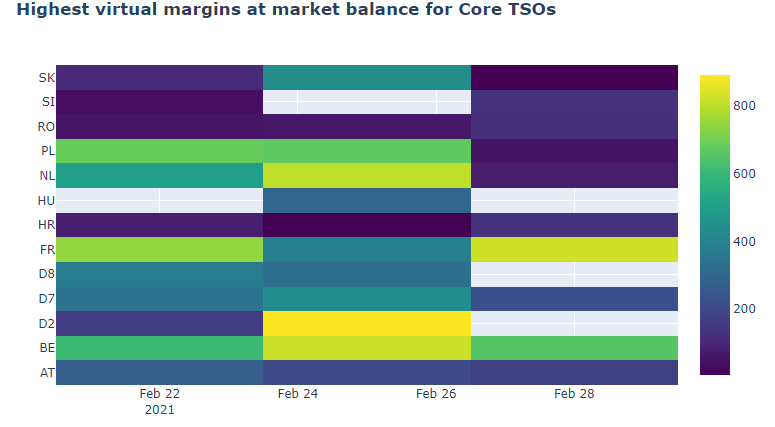 Highest virtual margins at market balance for Core TSOs
SK
SI
RO
PL
NL
HU
HR
FR
D8
D7
D2
BE
AT
800
600
400
200
Feb 22
2021
Feb 24
Feb 26
Feb 28